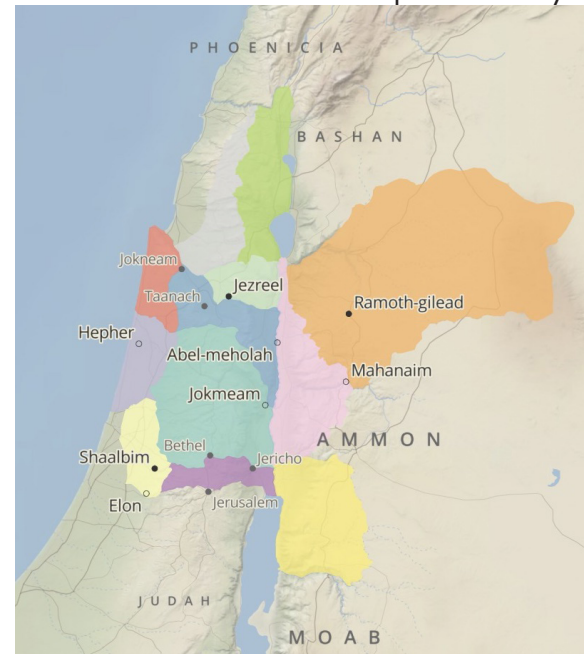 PHOENICIA
BASHAN
Jokneam
Jezreel
Taanach
Ramoth-gilead
Hepher
Abel-meholah
Mahanaim
Jokmeam
AMMON
Bethel
Shaalbim
Jericho
Elon
Jerusalem
JUDAH
MOAB